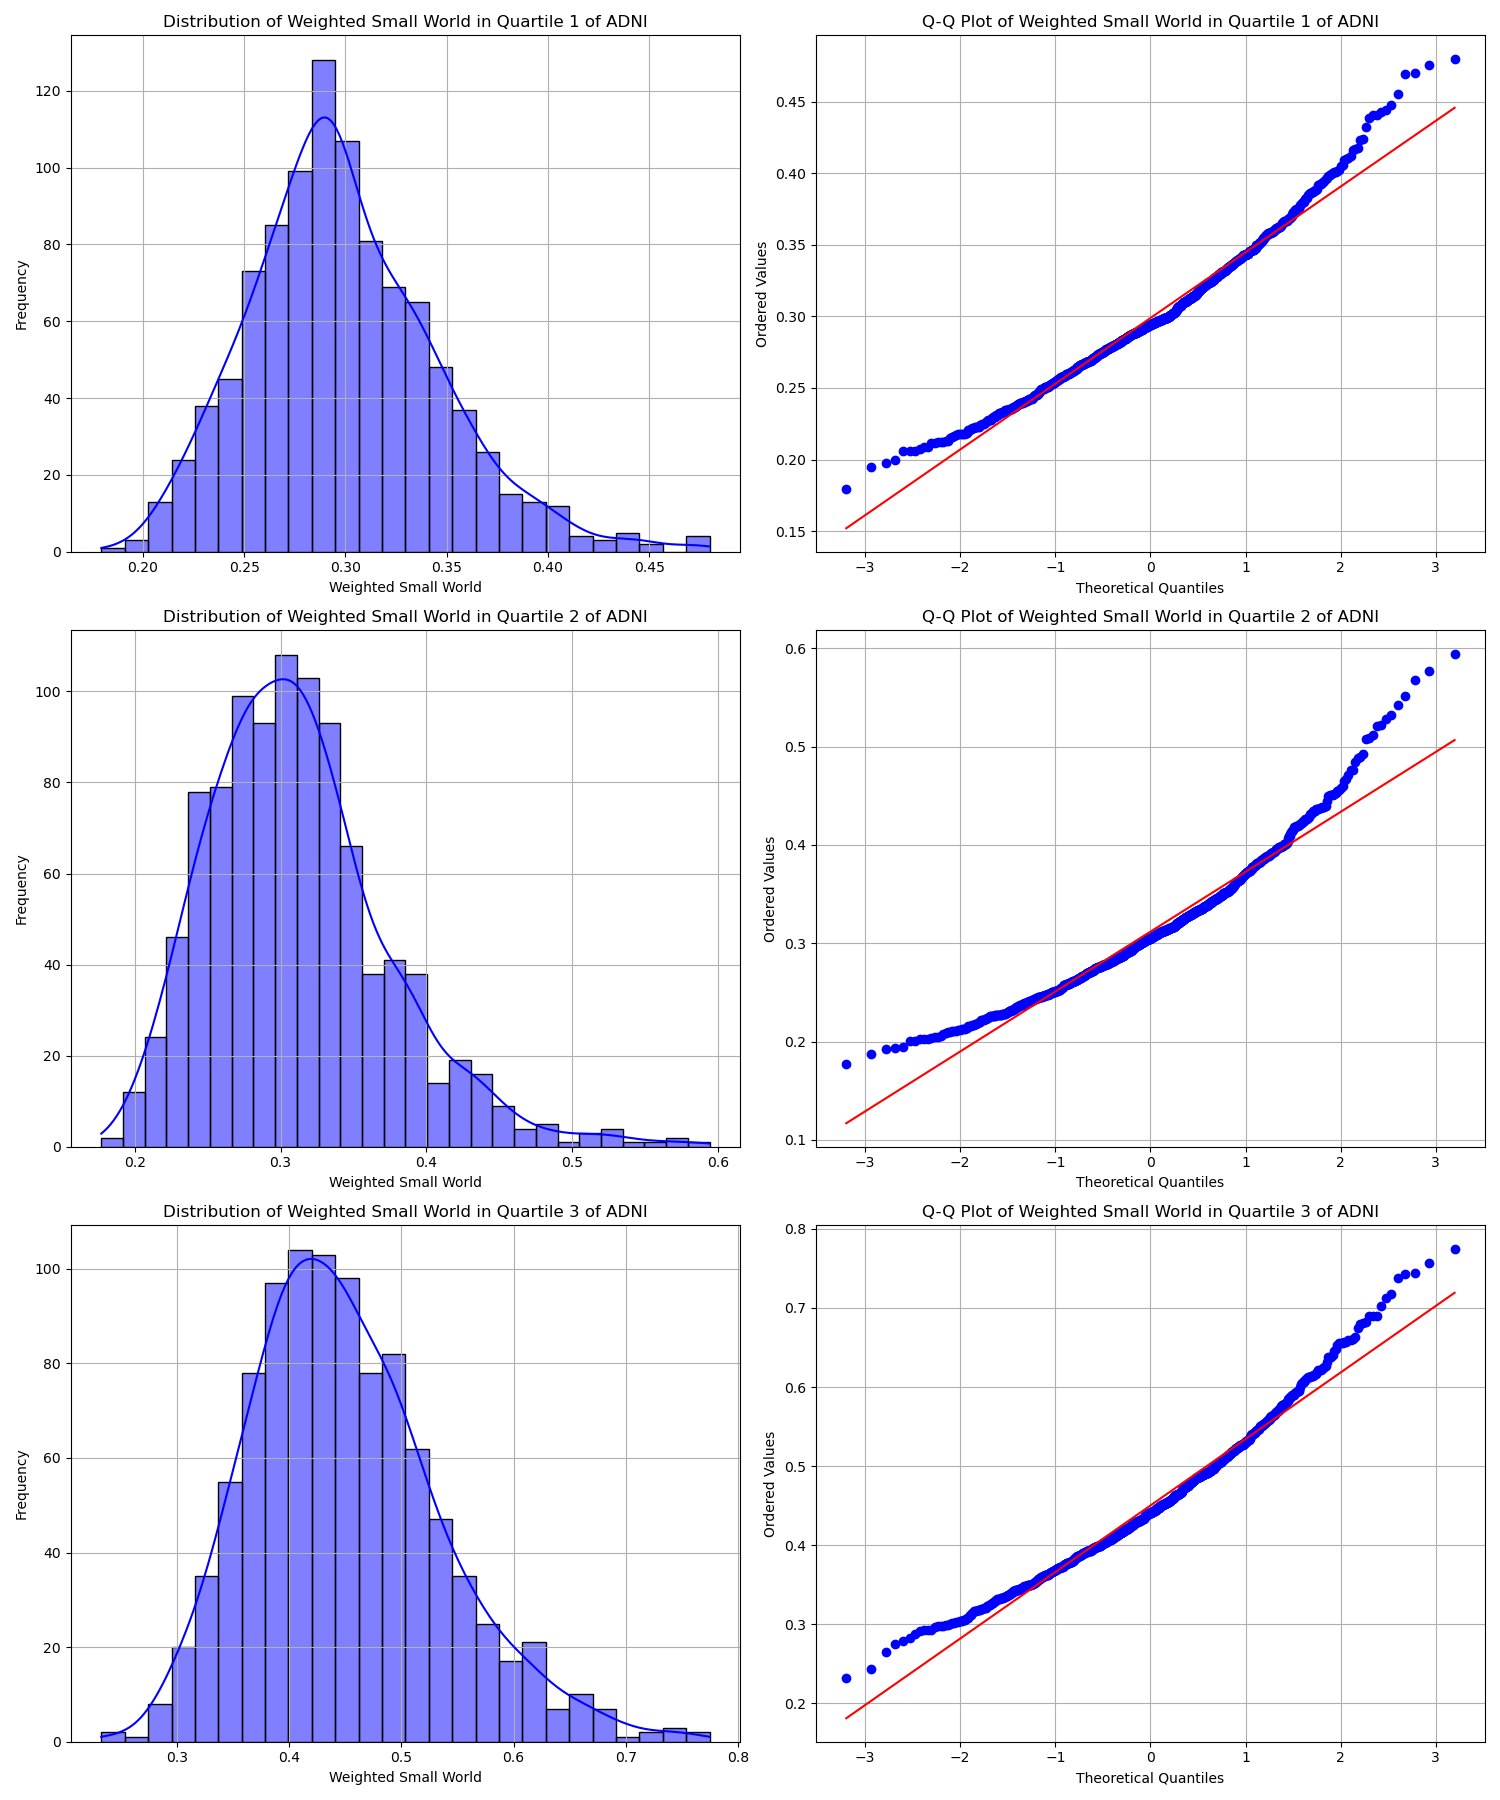 Distribution of Weighted Small World in Quartile 1 of ADNI
Frequency
120
100
80
60
40
20
0
0.20 0.25 0.30 0.35 0.40 0.45
Weighted Small World
Q-Q Plot of Weighted Small World in Quartile 1 of ADNI
Ordered Values
0.45
0.40
0.35
0.30
0.25
0.20
0.15
−3 −2 −1 0 1 2 3
Theoretical Quantiles
Distribution of Weighted Small World in Quartile 2 of ADNI
Frequency
100
80
60
40
20
0
0.2 0.3 0.4 0.5 0.6
Weighted Small World
Q-Q Plot of Weighted Small World in Quartile 2 of ADNI
Ordered Values
0.6
0.5
0.4
0.3
0.2
0.1
−3 −2 −1 0 1 2 3
Theoretical Quantiles
Distribution of Weighted Small World in Quartile 3 of ADNI
Frequency
100
80
60
40
20
0
0.3 0.4 0.5 0.6 0.7 0.8
Weighted Small World
Q-Q Plot of Weighted Small World in Quartile 3 of ADNI
Ordered Values
0.8
0.7
0.6
0.5
0.4
0.3
0.2
−3 −2 −1 0 1 2 3
Theoretical Quantiles